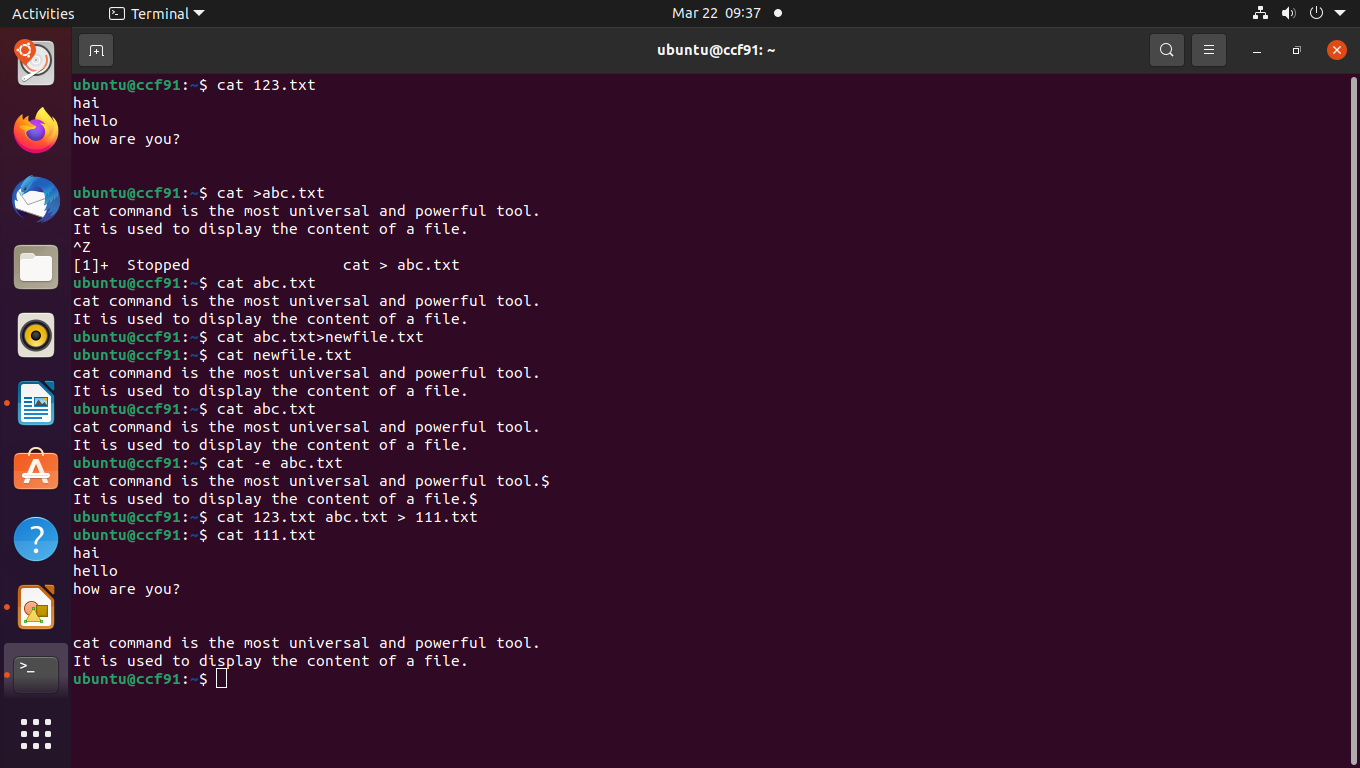 Activities Terminal Mar 22 09:37
ubuntu@ccf91: ~
ubuntu@ccf91:~$ cat 123.txt
hai
hello
how are you?
ubuntu@ccf91:~$ cat >abc.txt
cat command is the most universal and powerful tool.
It is used to display the content of a file.
^Z
[1]+  Stopped                 cat > abc.txt
ubuntu@ccf91:~$ cat abc.txt
cat command is the most universal and powerful tool.
It is used to display the content of a file.
ubuntu@ccf91:~$ cat abc.txt>newfile.txt
ubuntu@ccf91:~$ cat newfile.txt
cat command is the most universal and powerful tool.
It is used to display the content of a file.
ubuntu@ccf91:~$ cat abc.txt
cat command is the most universal and powerful tool.
It is used to display the content of a file.
ubuntu@ccf91:~$ cat -e abc.txt
cat command is the most universal and powerful tool.$
It is used to display the content of a file.$
ubuntu@ccf91:~$ cat 123.txt abc.txt > 111.txt
ubuntu@ccf91:~$ cat 111.txt
hai
hello
how are you?
cat command is the most universal and powerful tool.
It is used to display the content of a file.
ubuntu@ccf91:~$